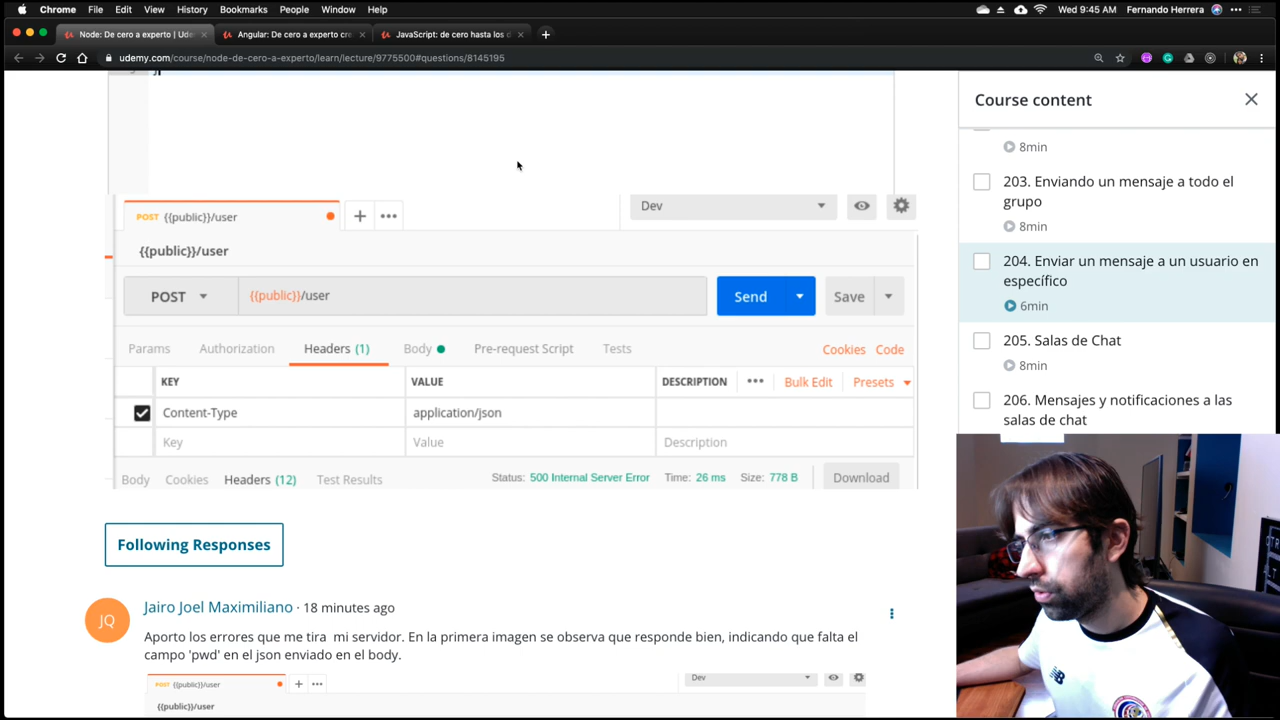 Chrome File Edit View History Bookmarks People Window Help
Wed 9:45 AM Fernando Herrera
Node: De cero a experto | Ude
Angular: De cero a experto cre
JavaScript: de cero hasta los d
udemy.com/course/node-de-cero-a-experto/learn/lecture/9775500#questions/8145195
POST {{public}}/user
Dev
{{public}}/user
POST
{{public}}/user
Send
Save
Params
Authorization
Headers (1)
Body
Pre-request Script
Tests
Cookies
Code
KEY
VALUE
DESCRIPTION
Bulk Edit
Presets
Content-Type
application/json
Key
Value
Description
Body
Cookies
Headers (12)
Test Results
Status: 500 Internal Server Error
Time: 26 ms
Size: 778 B
Download
Following Responses
JQ
Jairo Joel Maximiliano · 18 minutes ago
Aporto los errores que me tira mi servidor. En la primera imagen se observa que responde bien, indicando que falta el
campo 'pwd' en el json enviado en el body.
POST {{public}}/user
Dev
{{public}}/user
Course content
8min
203. Enviando un mensaje a todo el
grupo
8min
204. Enviar un mensaje a un usuario en
específico
6min
205. Salas de Chat
8min
206. Mensajes y notificaciones a las
salas de chat